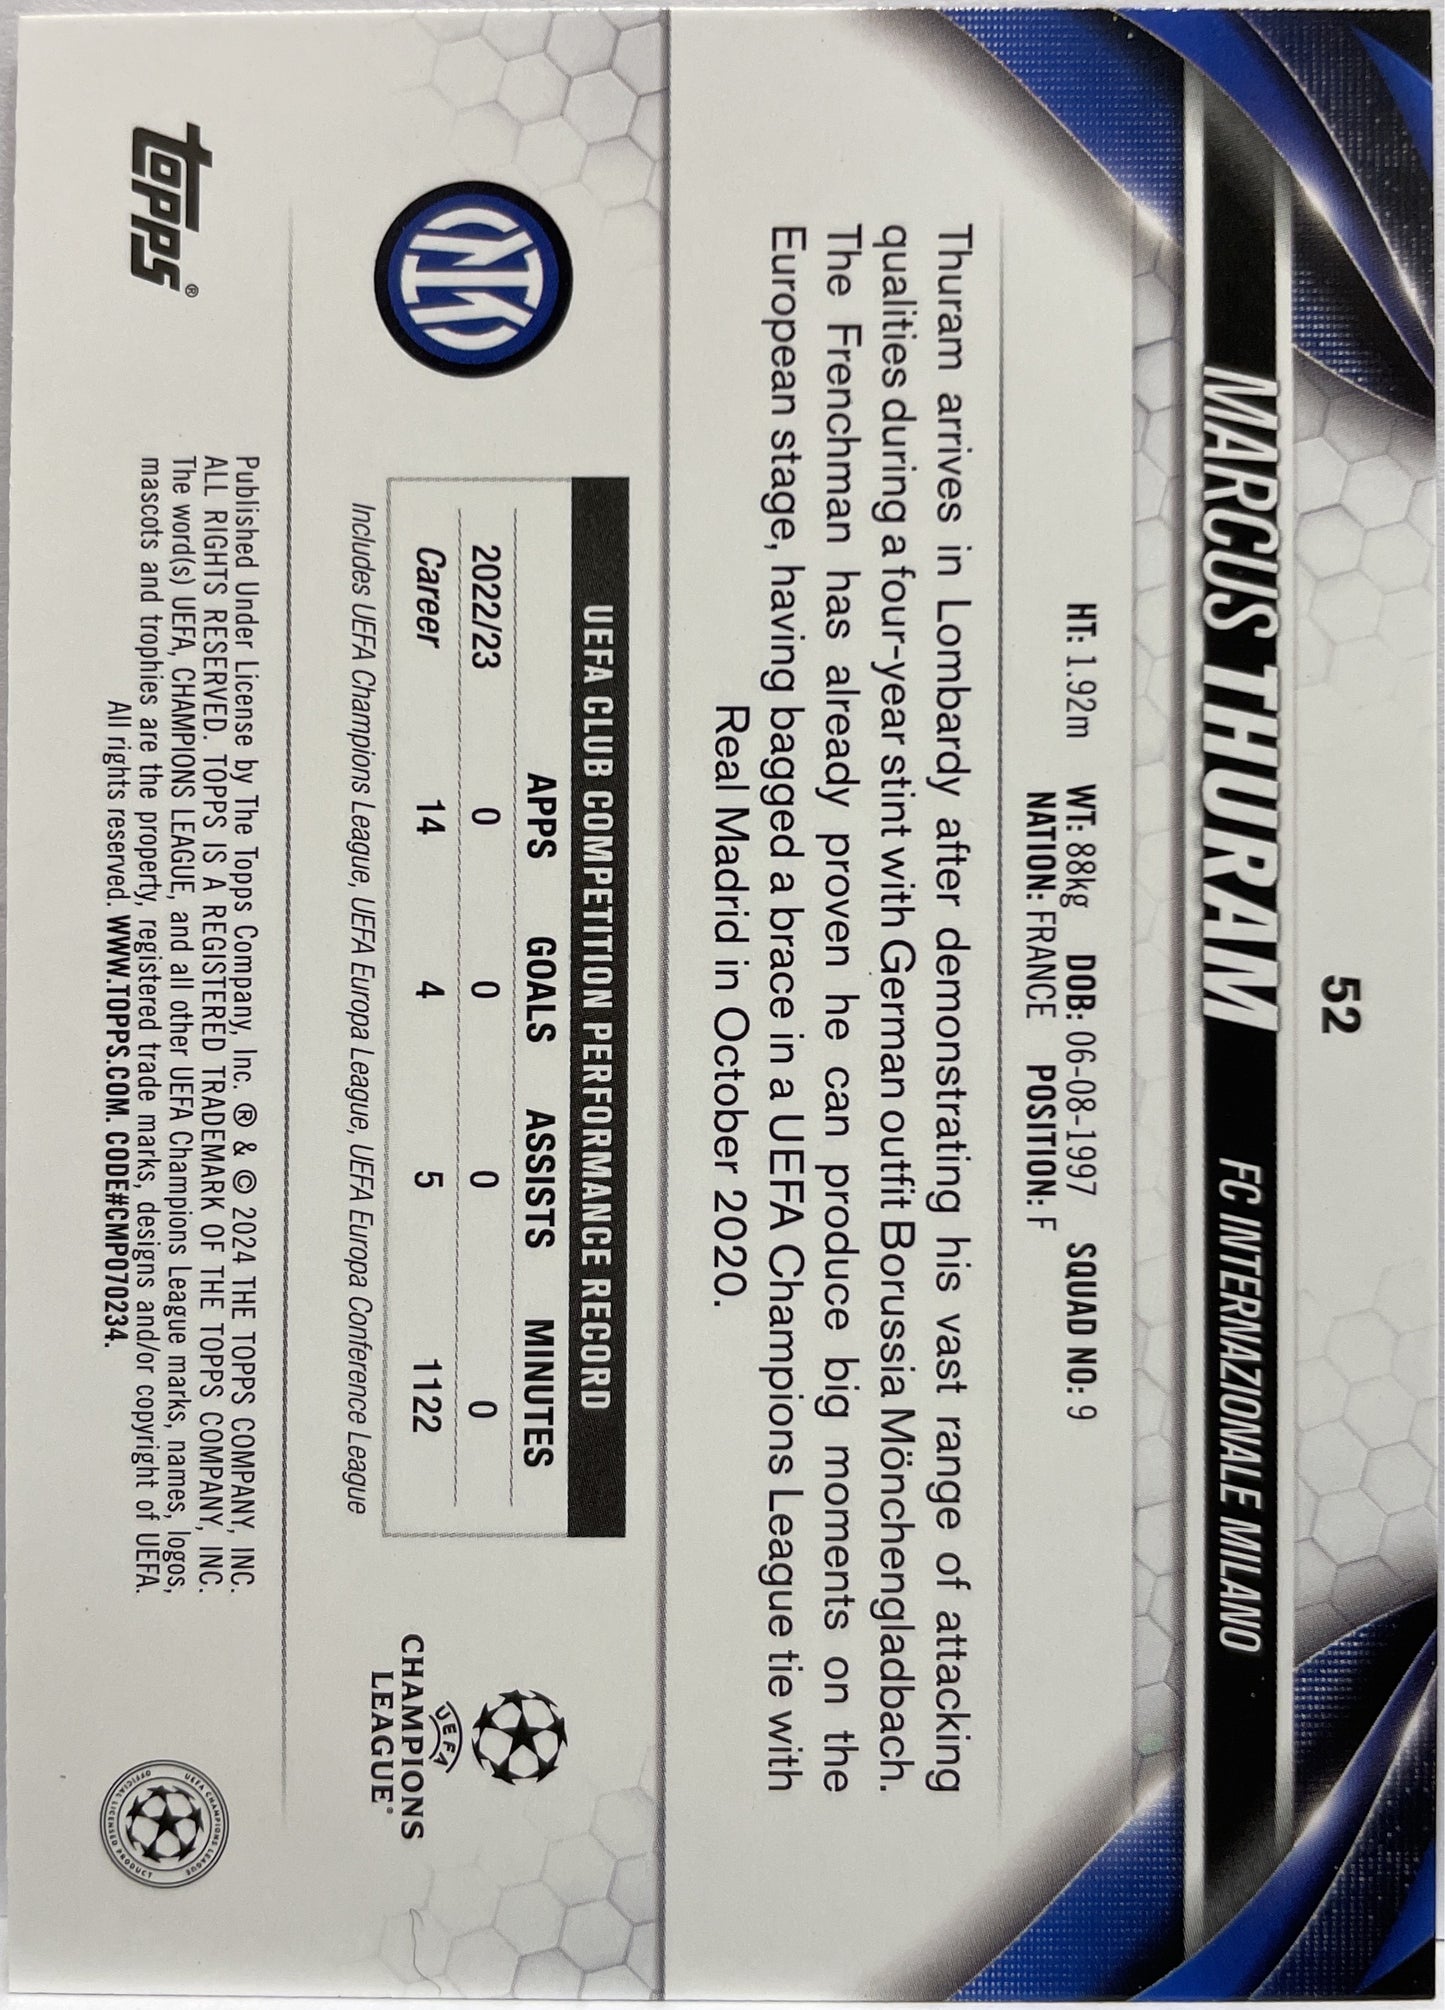 52
MARCUS THURAM FC INTERNAZIONALE MILANO
HT: 1.92m WT: 88kg DOB: 06-08-1997 SQUAD NO: 9
NATION: FRANCE POSITION: F
Thuram arrives in Lombardy after demonstrating his vast range of attacking
qualities during a four-year stint with German outfit Borussia Mönchengladbach.
The Frenchman has already proven he can produce big moments on the
European stage, having bagged a brace in a UEFA Champions League tie with
Real Madrid in October 2020.
UEFA CLUB COMPETITION PERFORMANCE RECORD
APPS GOALS ASSISTS MINUTES
2022/23 0 0 0 0
Career 14 4 5 1122
Includes UEFA Champions League, UEFA Europa League, UEFA Europa Conference League
UEFA
CHAMPIONS
LEAGUE®
topps®
Published Under License by The Topps Company, Inc. ® & © 2024 THE TOPPS COMPANY, INC.
ALL RIGHTS RESERVED. TOPPS IS A REGISTERED TRADEMARK OF THE TOPPS COMPANY, INC.
The word(s) UEFA, CHAMPIONS LEAGUE, and all other UEFA Champions League marks, names, logos,
mascots and trophies are the property, registered trade marks, designs and/or copyright of UEFA.
All rights reserved. WWW.TOPPS.COM. CODE#CMP070234.
UEFA CHAMPIONS LEAGUE
OFFICIAL LICENSED PRODUCT